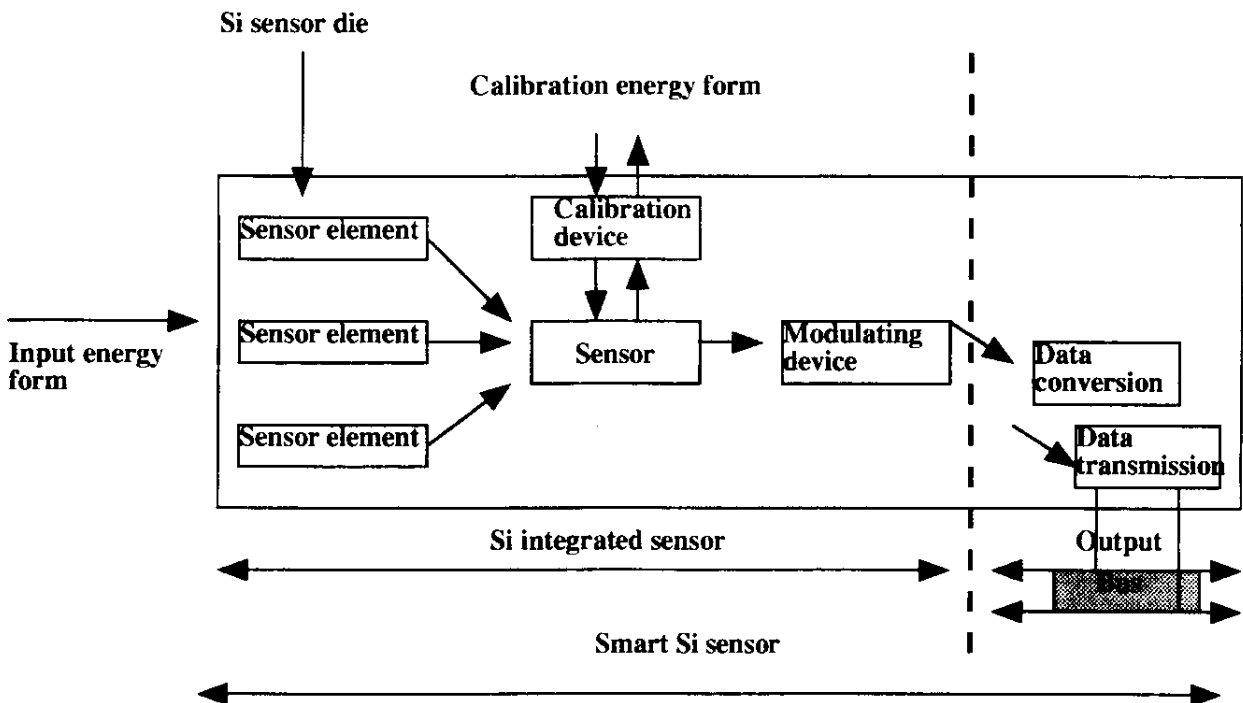 Si sensor die
Calibration energy form
Sensor element
Calibration
device
Input energy
form
Sensor element
Sensor
Modulating
device
Data
conversion
Sensor element
Data
transmission
Si integrated sensor
Output
Bus
Smart Si sensor